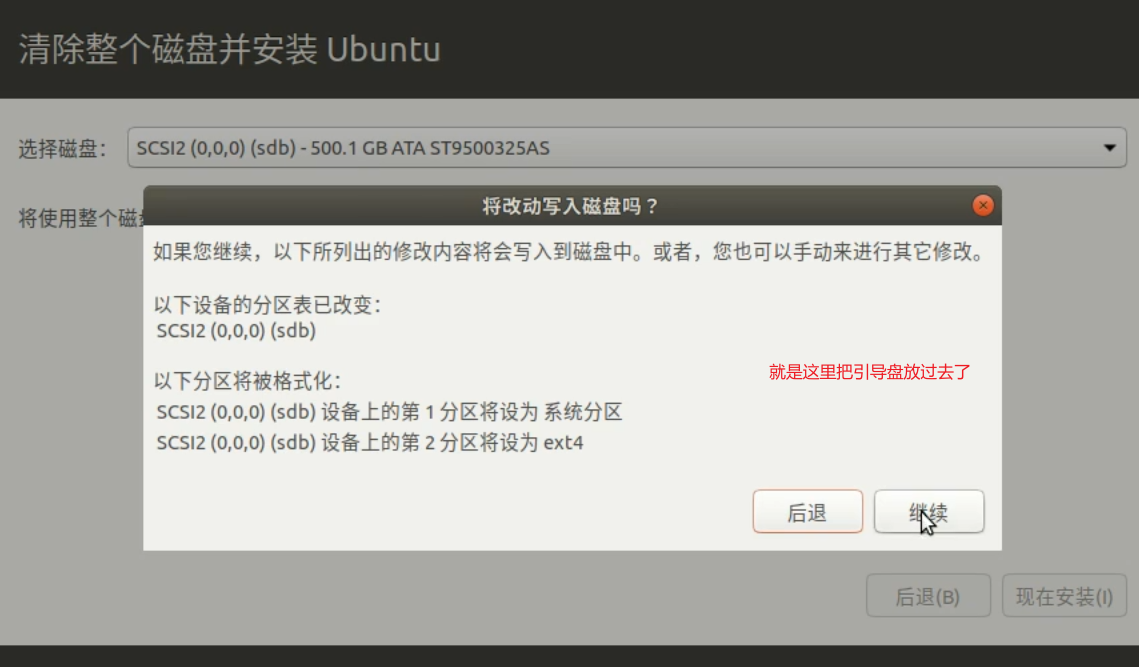 清除整个磁盘并安装 Ubuntu
选择磁盘：
SCSI2 (0,0,0) (sdb) - 500.1 GB ATA ST9500325AS
将使用整个磁
将改动写入磁盘吗？
如果您继续，以下所列出的修改内容将会写入到磁盘中。或者，您也可以手动来进行其它修改。
以下设备的分区表已改变：
SCSI2 (0,0,0) (sdb)
就是这里把引导盘放过去了
以下分区将被格式化：
SCSI2 (0,0,0) (sdb) 设备上的第 1 分区将设为 系统分区
SCSI2 (0,0,0) (sdb) 设备上的第 2 分区将设为 ext4
后退
继续
后退(B)
现在安装(I)